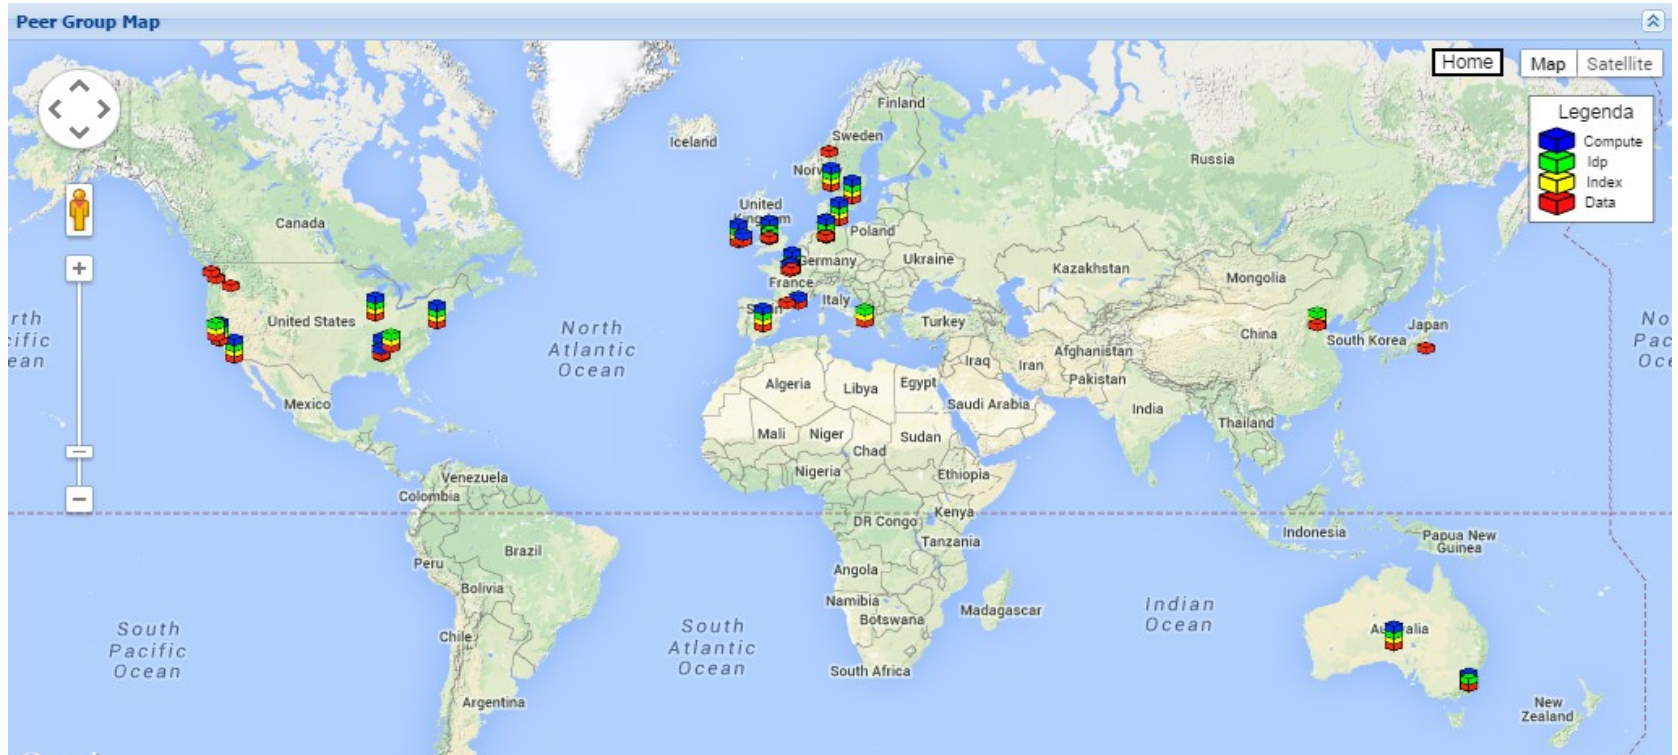 Peer Group Map
Home
Map
Satellite
Legenda
Compute
Idp
Index
Data
Finland
Sweden
Iceland
Russia
United
Kingdom
Canada
Poland
Germany
Ukraine
France
Kazakhstan
Mongolia
Italy
United States
North
Atlantic
Ocean
Turkey
China
Japan
South Korea
Iraq
Iran
Afghanistan
Pakistan
Algeria
Libya
Egypt
Saudi Arabia
Mexico
India
Thailand
Mali
Niger
Sudan
Chad
Nigeria
Ethiopia
Venezuela
Colombia
DR Congo
Kenya
Tanzania
Indonesia
Papua New
Guinea
Brazil
Peru
Angola
Bolivia
Namibia
Botswana
Madagascar
Indian
Ocean
South
Pacific
Ocean
South
Atlantic
Ocean
Chile
South Africa
Argentina
New
Zealand